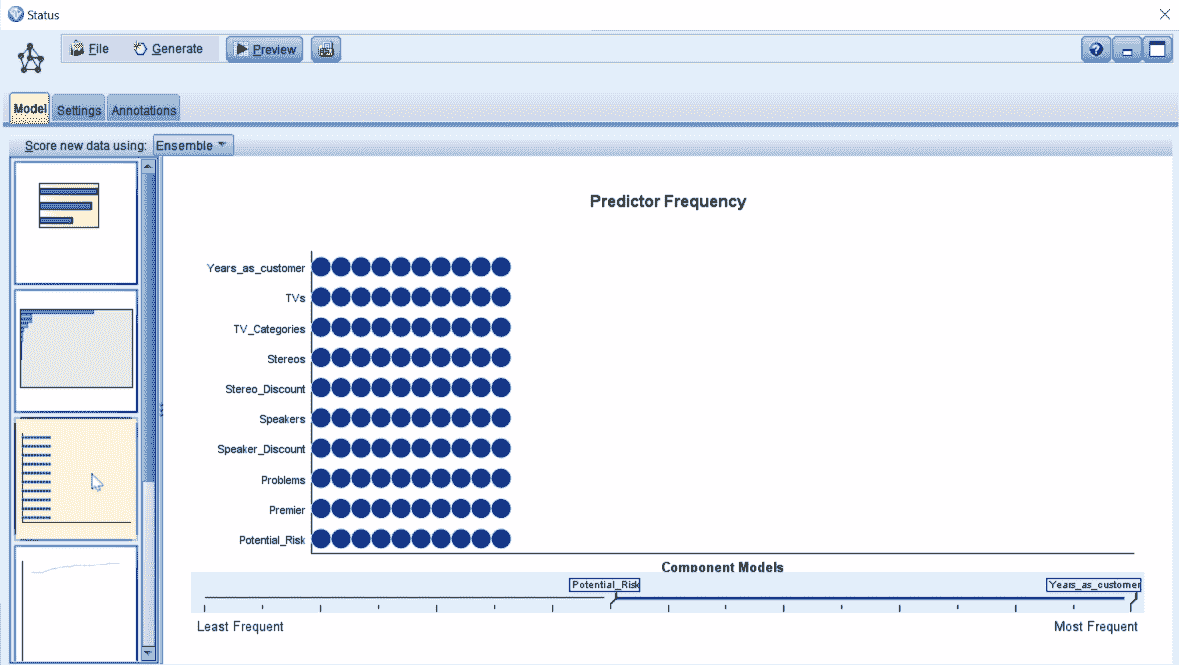 Status
File Generate Preview
Model Settings Annotations
Score new data using: Ensemble
Predictor Frequency
Years_as_customer
TVs
TV_Categories
Stereos
Stereo_Discount
Speakers
Speaker_Discount
Problems
Premier
Potential_Risk
Component Models
Potential_Risk Years_as_customer
Least Frequent Most Frequent